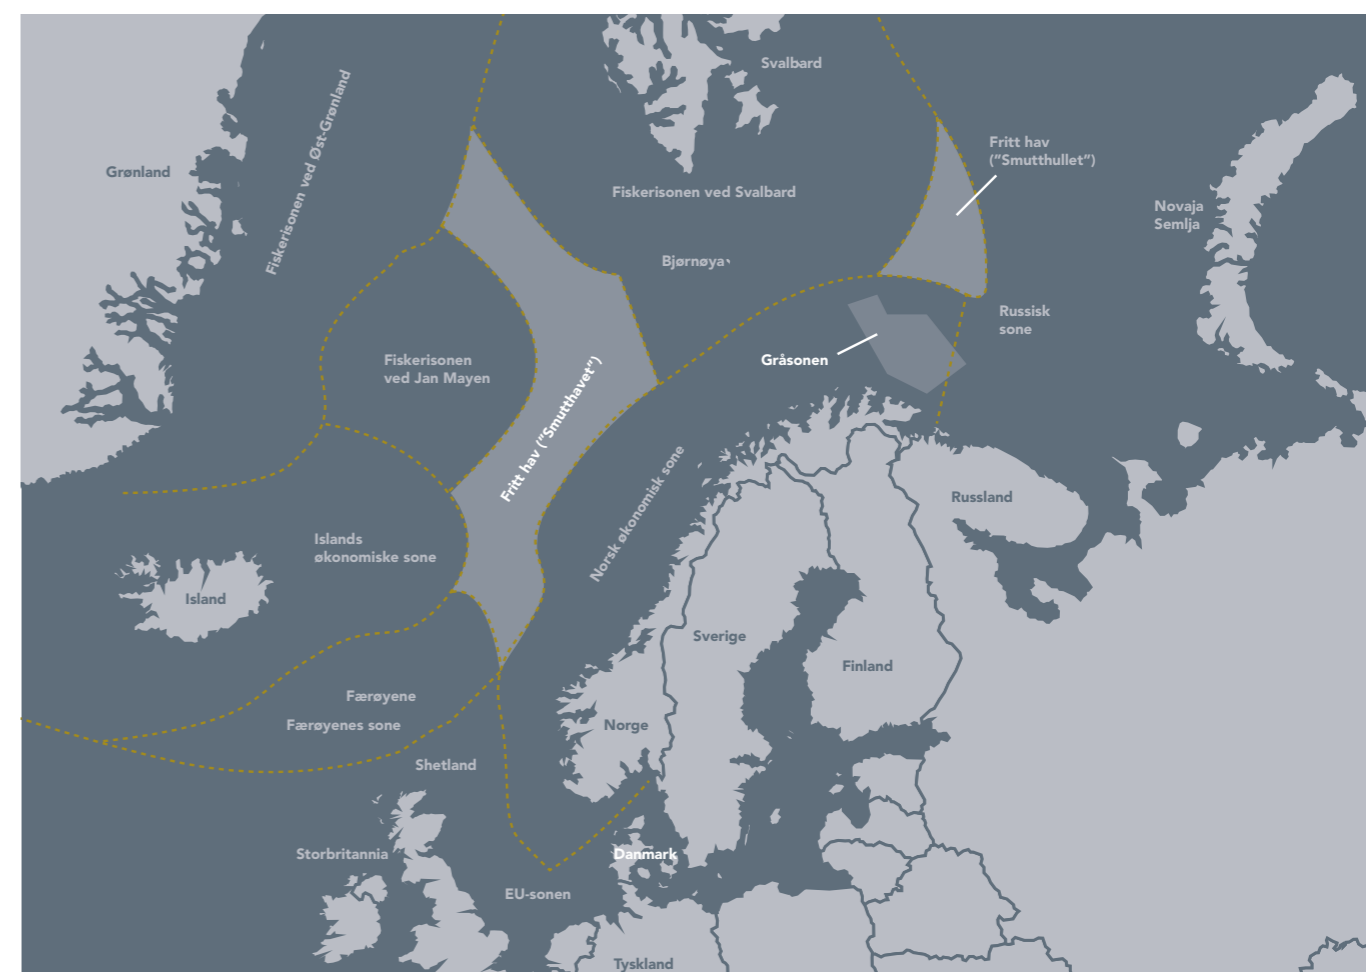 Svalbard
Fritt hav
("Smutthullet")
Grønland
Fiskerisonen ved Øst-Grønland
Fiskerisonen ved Svalbard
Novaja
Semlja
Bjørnøya
Russisk
sone
Fiskerisonen
ved Jan Mayen
Gråsonen
Fritt hav ("Smutthavet")
Norsk økonomisk sone
Russland
Islands
økonomiske sone
Island
Sverige
Finland
Færøyene
Færøyenes sone
Norge
Shetland
Storbritannia
Danmark
EU-sonen
Tyskland